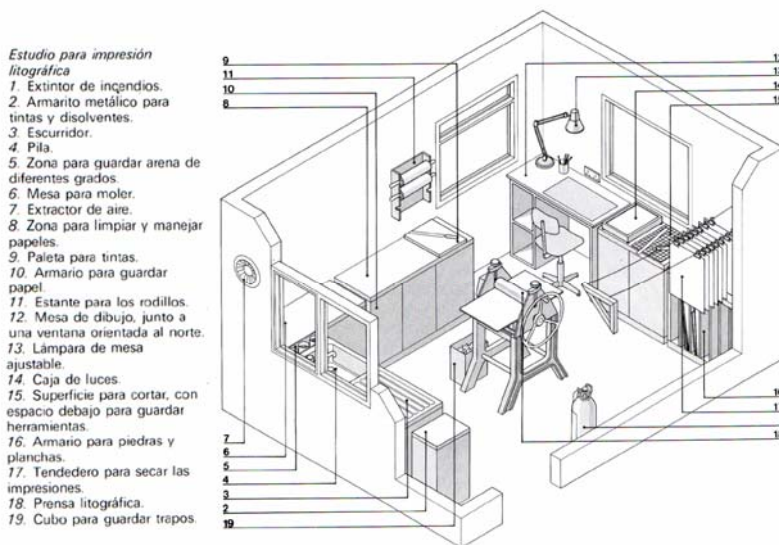 Estudio para impresión
litográfica
1. Extintor de incendios.
2. Armarito metálico para
tintas y disolventes.
3. Escurridor.
4. Pila.
5. Zona para guardar arena de
diferentes grados.
6. Mesa para moler.
7. Extractor de aire.
8. Zona para limpiar y manejar
papeles.
9. Paleta para tintas.
10. Armario para guardar
papel.
11. Estante para los rodillos.
12. Mesa de dibujo, junto a
una ventana orientada al norte.
13. Lámpara de mesa
ajustable.
14. Caja de luces.
15. Superficie para cortar, con
espacio debajo para guardar
herramientas.
16. Armario para piedras y
planchas.
17. Tendedero para secar las
impresiones.
18. Prensa litográfica.
19. Cubo para guardar trapos.
9
11
10
8
7
6
5
4
3
2
19